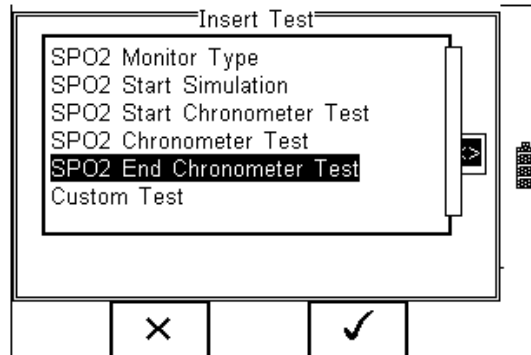 Insert Test
SPO2 Monitor Type
SPO2 Start Simulation
SPO2 Start Chronometer Test
SPO2 Chronometer Test
SPO2 End Chronometer Test
Custom Test